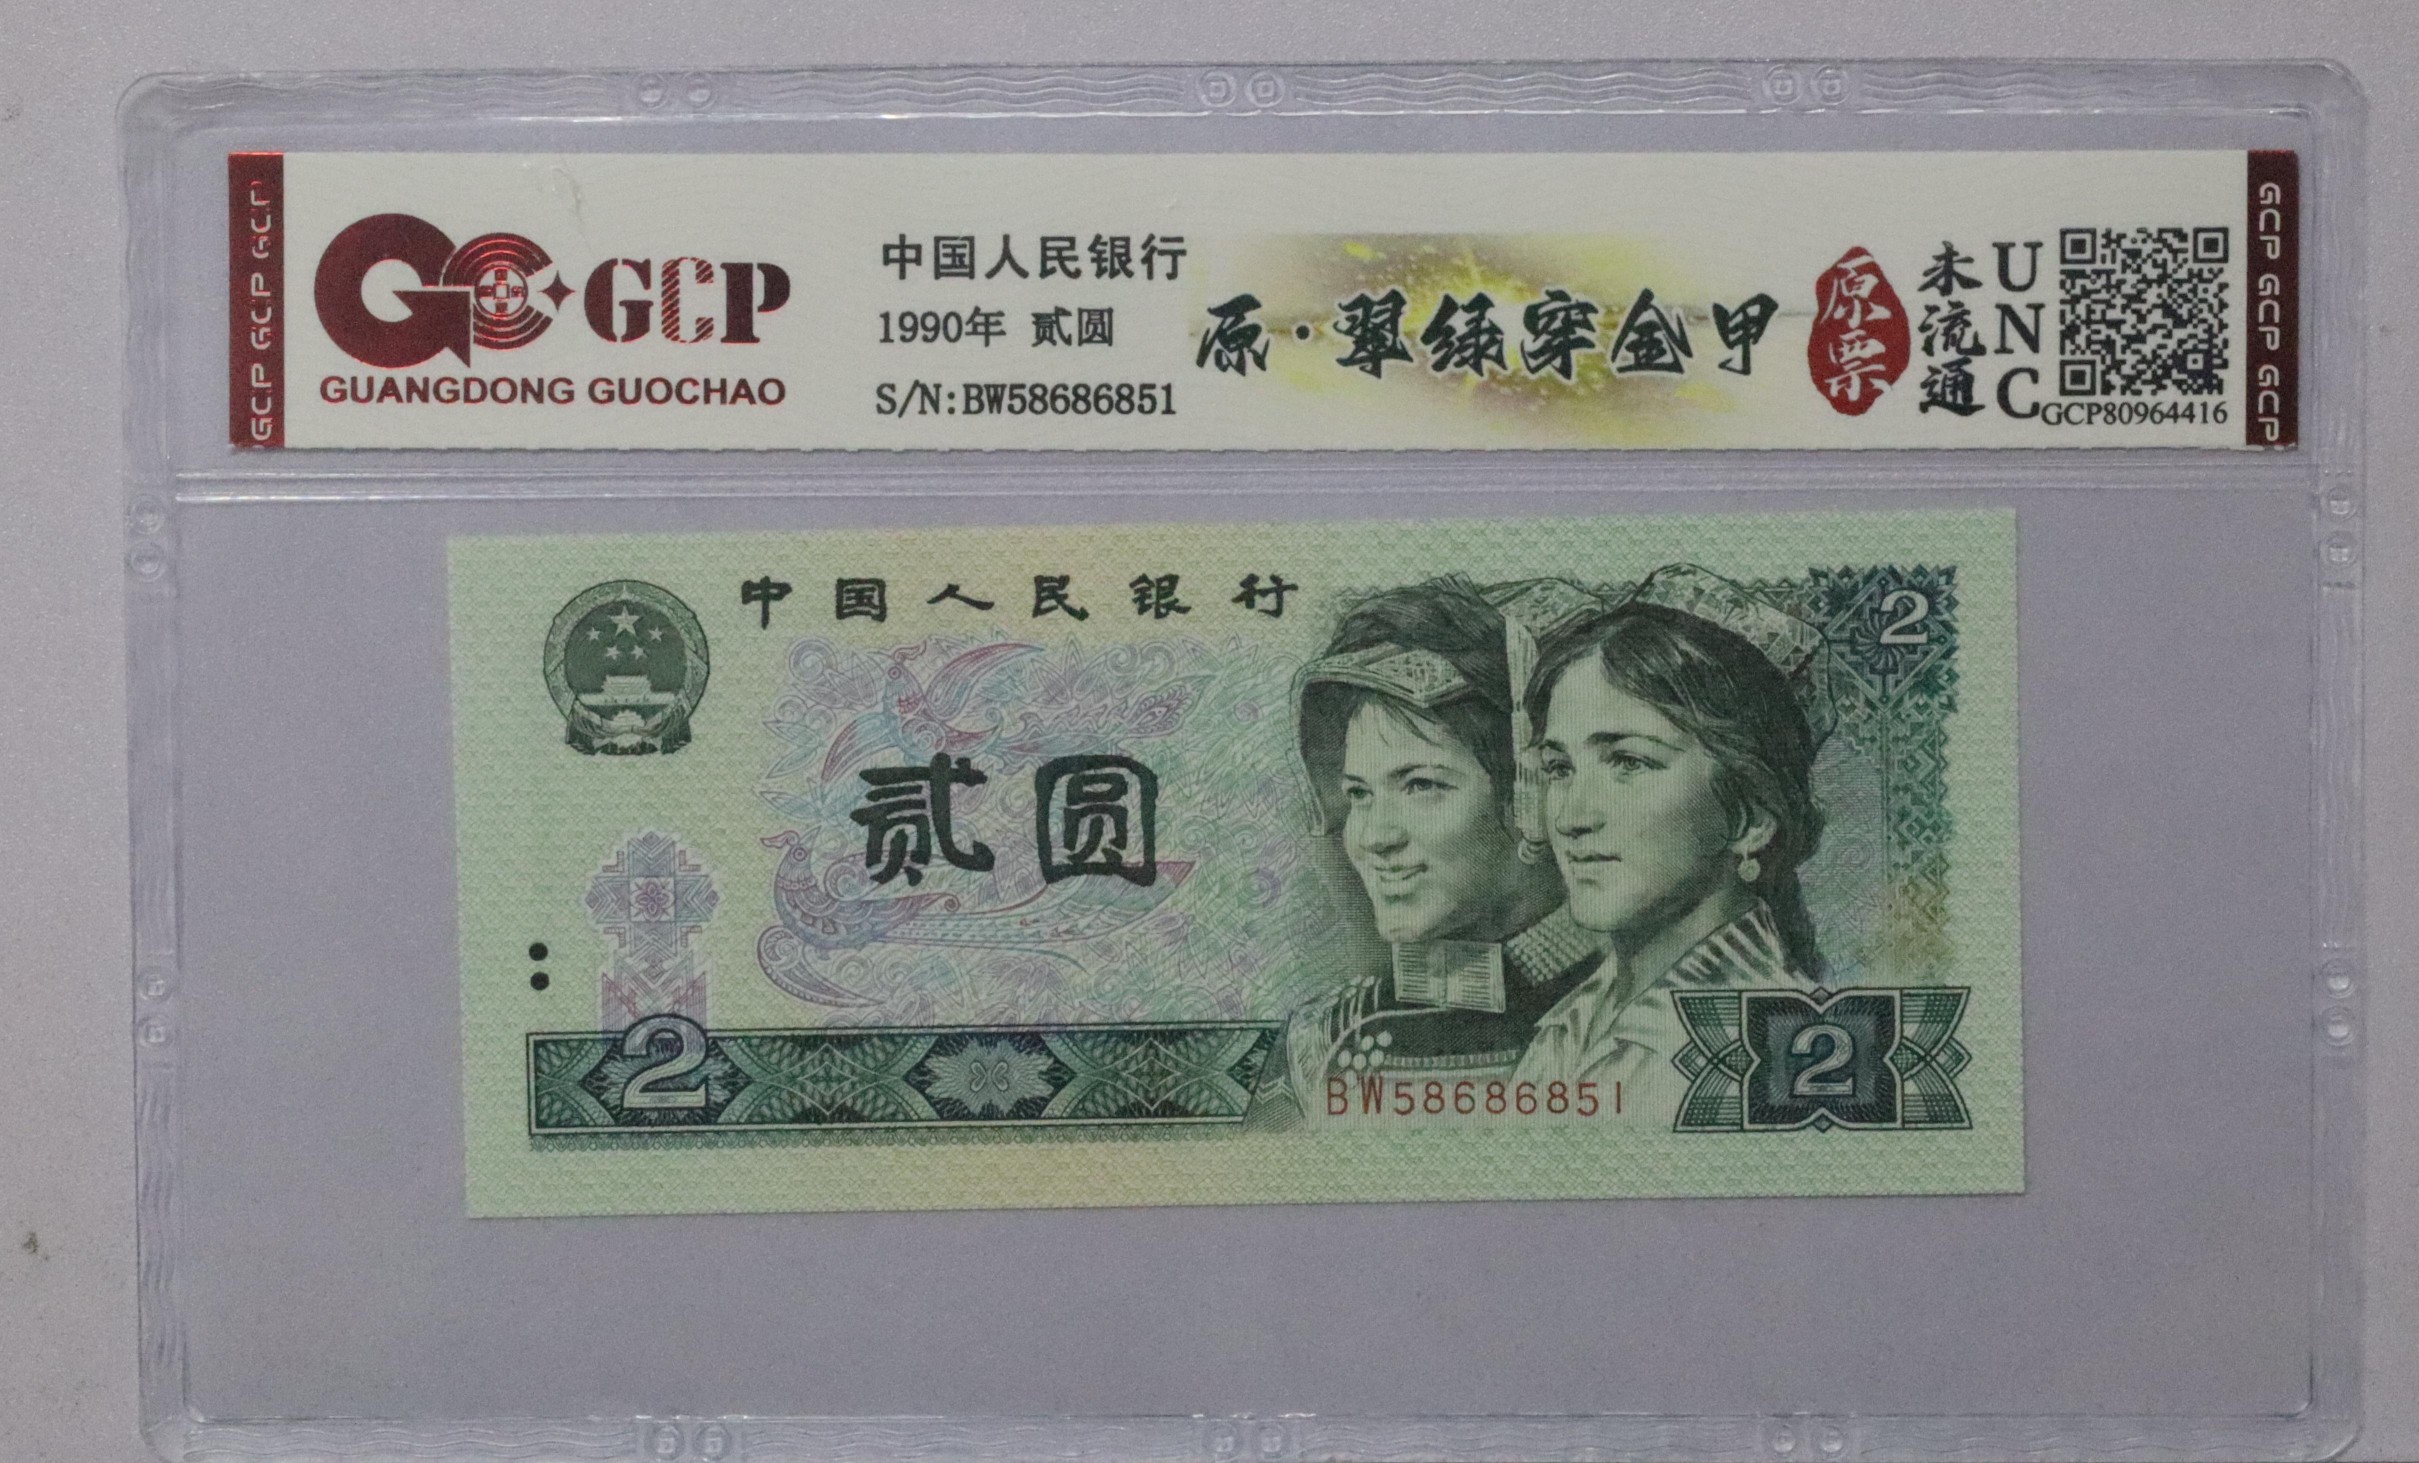 GCP GCP GCP
GCP
GUANGDONG GUOCHAO
中国人民银行
1990年 贰圆
S/N:BW58686851
原·翠绿穿金甲
原票
未流通
UNC
GCP80964416
GCP GCP GCP
中国人民银行
2
贰圆
2
BW58686851
2